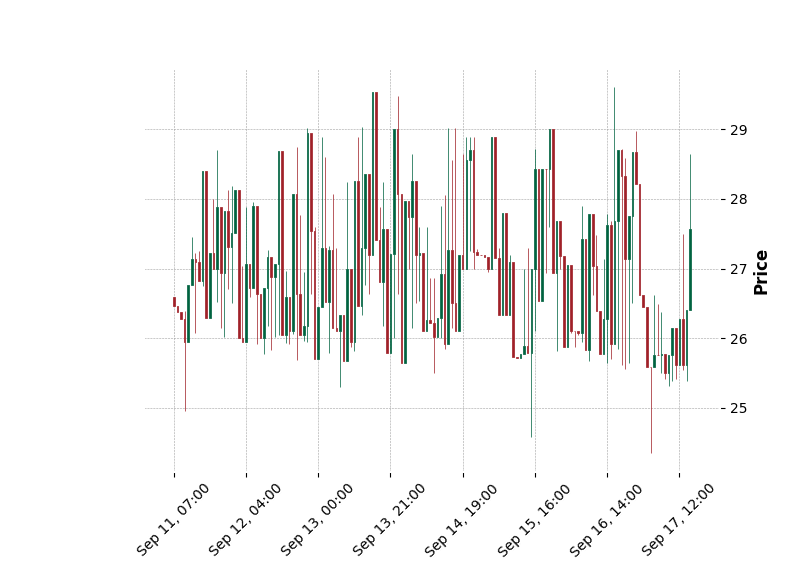 29
28
27
26
25
Price
Sep 11, 07:00
Sep 12, 04:00
Sep 13, 00:00
Sep 13, 21:00
Sep 14, 19:00
Sep 15, 16:00
Sep 16, 14:00
Sep 17, 12:00